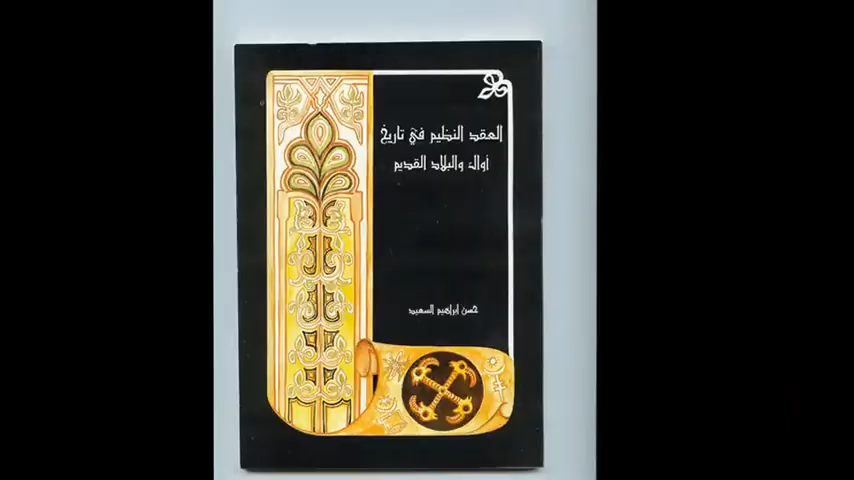 العقد النظيم في تاريخ
أوال والبلاد القديم
حسن إبراهيم السعيد